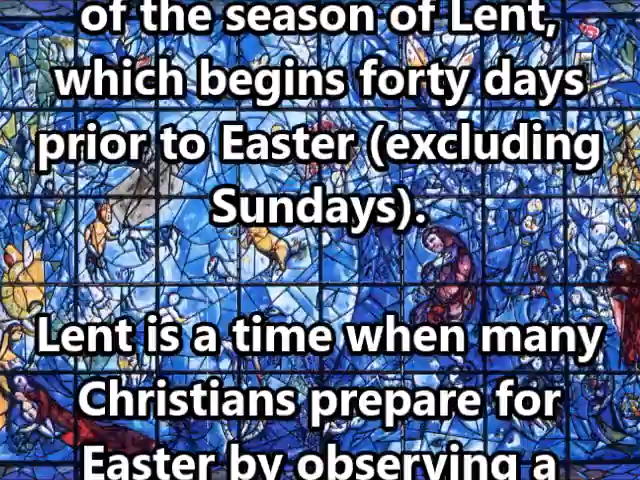 of the season of Lent,
which begins forty days
prior to Easter (excluding
Sundays).
Lent is a time when many
Christians prepare for
Easter by observing a